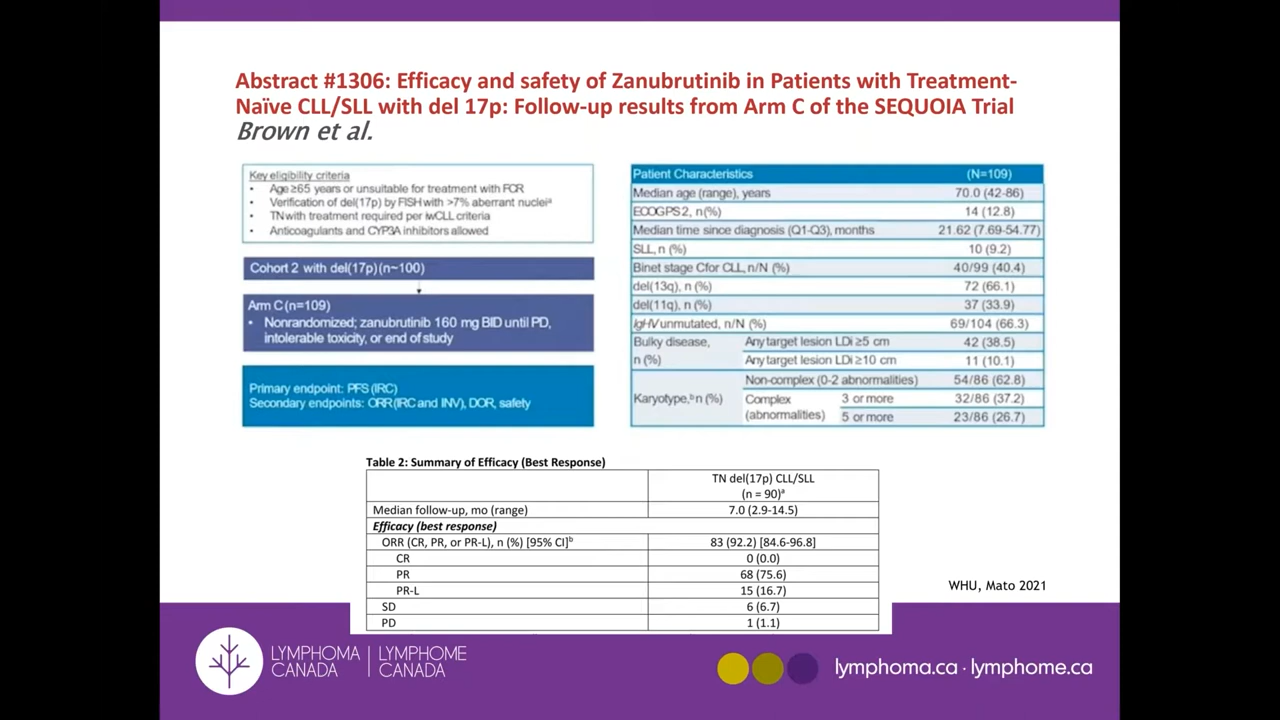 Abstract #1306: Efficacy and safety of Zanubrutinib in Patients with Treatment-
Naïve CLL/SLL with del 17p: Follow-up results from Arm C of the SEQUOIA Trial
Brown et al.
Key eligibility criteria
• Age ≥65 years or unsuitable for treatment with FCR
• Verification of del(17p) by FISH with >7% aberrant nucleiᵃ
• TN with treatment required per iwCLL criteria
• Anticoagulants and CYP3A inhibitors allowed
Cohort 2 with del(17p) (n~100)
Arm C (n=109)
• Nonrandomized; zanubrutinib 160 mg BID until PD,
intolerable toxicity, or end of study
Primary endpoint: PFS (IRC)
Secondary endpoints: ORR (IRC and INV), DOR, safety
Patient Characteristics (N=109)
Median age (range), years 70.0 (42-86)
ECOG PS 2, n(%) 14 (12.8)
Median time since diagnosis (Q1-Q3), months 21.62 (7.69-54.77)
SLL, n (%) 10 (9.2)
Binet stage C for CLL, n/N (%) 40/99 (40.4)
del(13q), n (%) 72 (66.1)
del(11q), n (%) 37 (33.9)
IgHV unmutated, n/N (%) 69/104 (66.3)
Bulky disease, Any target lesion LDi ≥5 cm 42 (38.5)
n (%) Any target lesion LDi ≥10 cm 11 (10.1)
Karyotype,ᵇ n (%) Non-complex (0-2 abnormalities) 54/86 (62.8)
Complex 3 or more 32/86 (37.2)
(abnormalities) 5 or more 23/86 (26.7)
Table 2: Summary of Efficacy (Best Response)
TN del(17p) CLL/SLL
(n = 90)ᵃ
Median follow-up, mo (range) 7.0 (2.9-14.5)
Efficacy (best response)
ORR (CR, PR, or PR-L), n (%) [95% CI]ᵇ 83 (92.2) [84.6-96.8]
CR 0 (0.0)
PR 68 (75.6)
PR-L 15 (16.7)
SD 6 (6.7)
PD 1 (1.1)
WHU, Mato 2021
LYMPHOMA CANADA
LYMPHOME CANADA
lymphoma.ca · lymphome.ca